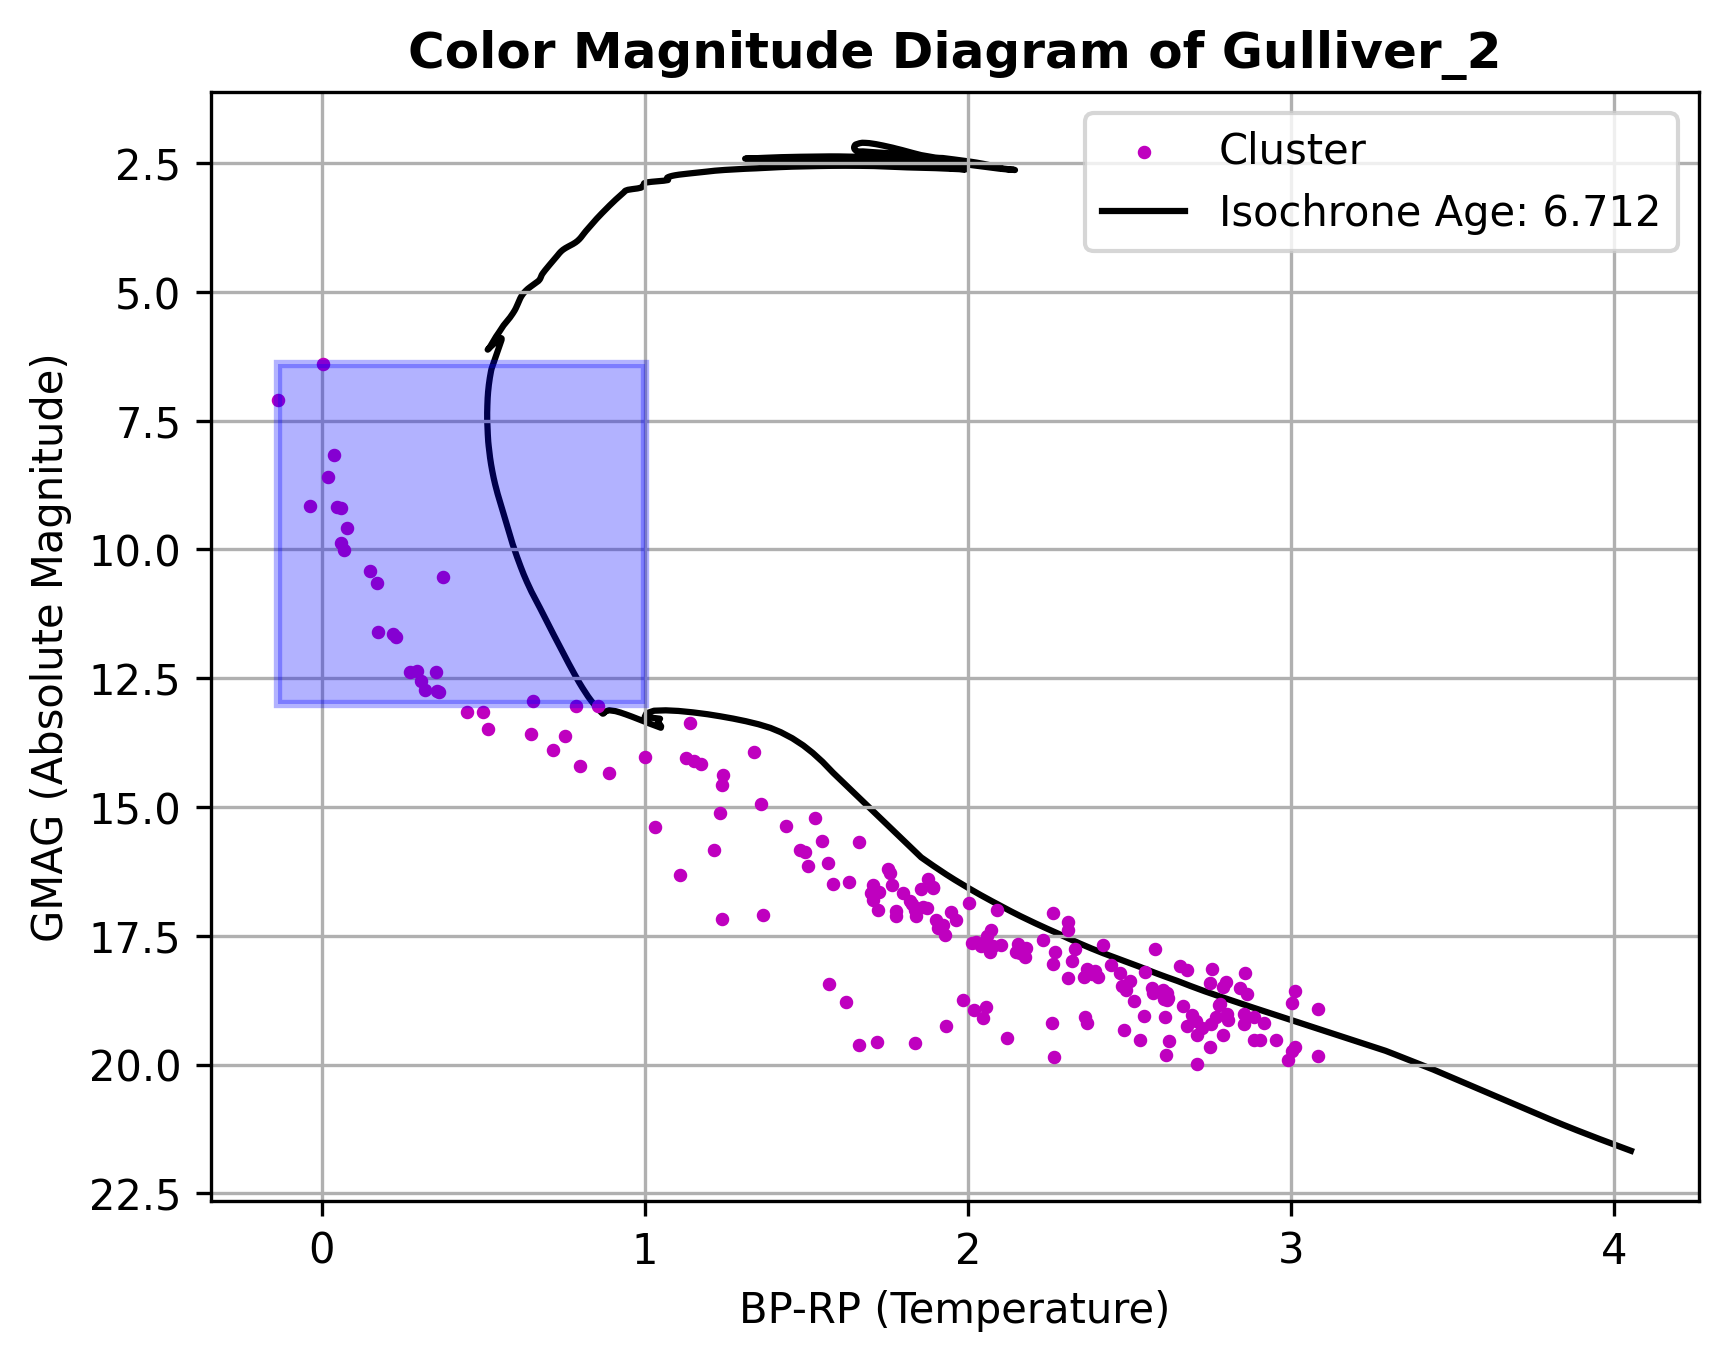 Color Magnitude Diagram of Gulliver_2
Cluster
Isochrone Age: 6.712
GMAG (Absolute Magnitude)
2.5
5.0
7.5
10.0
12.5
15.0
17.5
20.0
22.5
0 1 2 3 4
BP-RP (Temperature)